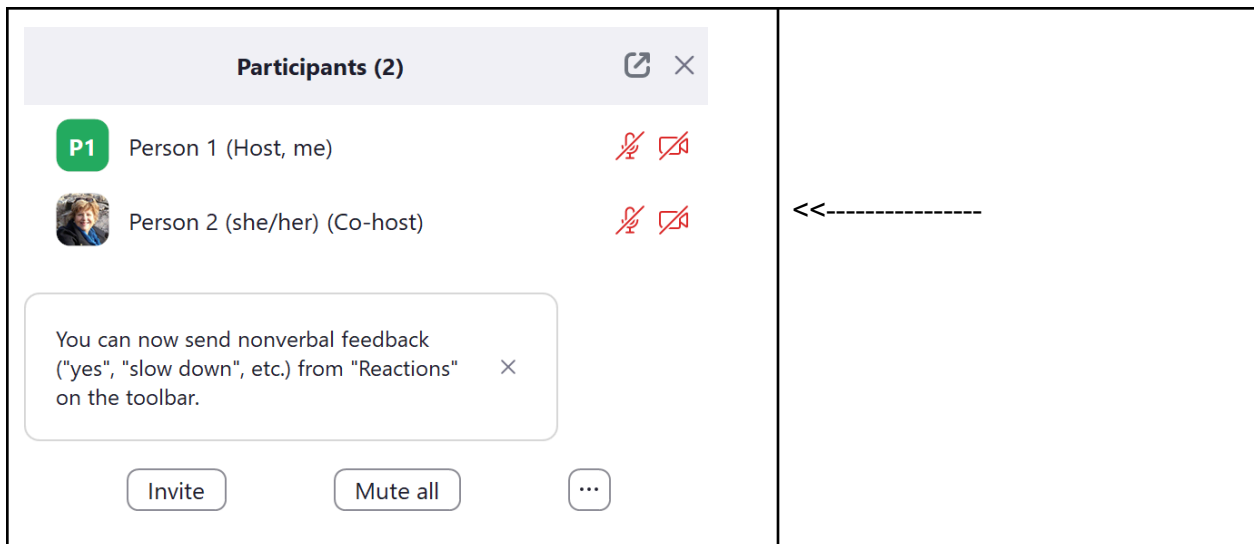 Participants (2)
P1 Person 1 (Host, me)
Person 2 (she/her) (Co-host)
<<----------------
You can now send nonverbal feedback
("yes", "slow down", etc.) from "Reactions"
on the toolbar.
Invite Mute all ...